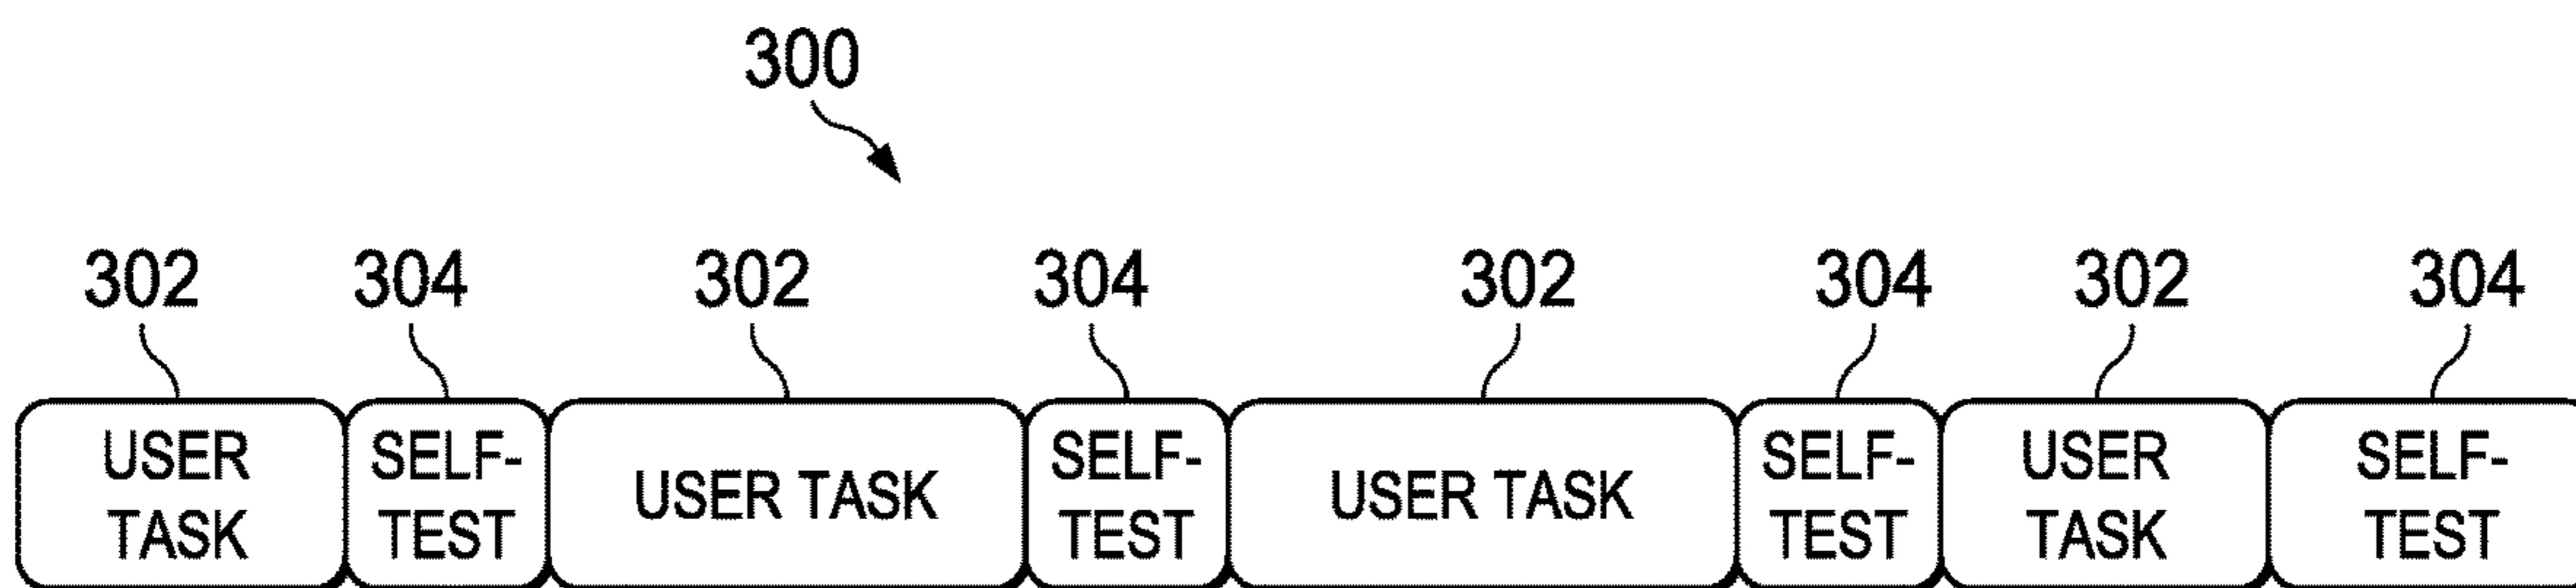 300
302 304 302 304 302 304 302 304
USER SELF- USER TASK SELF- USER TASK SELF- USER SELF-
TASK TEST TEST TEST TASK TEST